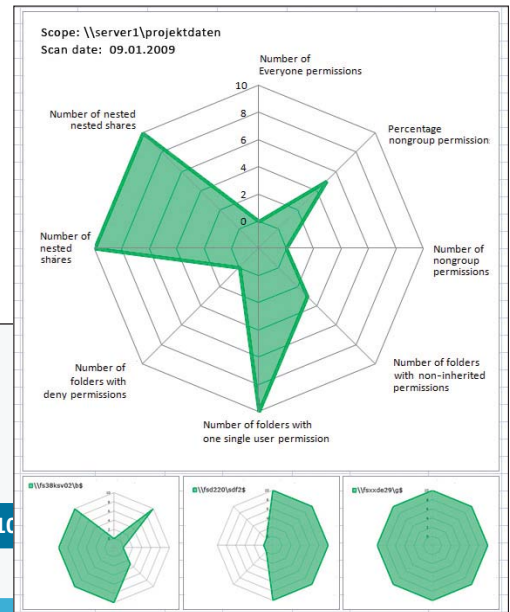 Scope: \\server1\projektdaten
Scan date: 09.01.2009
Number of
Everyone permissions
Percentage
nongroup permission
Number of
nongroup
permissions
Number of folders
with non-inherited
permissions
Number of folders with
one single user permission
Number of
folders with
deny permissions
Number of
nested
shares
Number of nested
nested shares
10
8
6
4
2
0
10
\\fs38ksv02\b$
\\fsd220\sdf2$
\\fsxxde29\g$